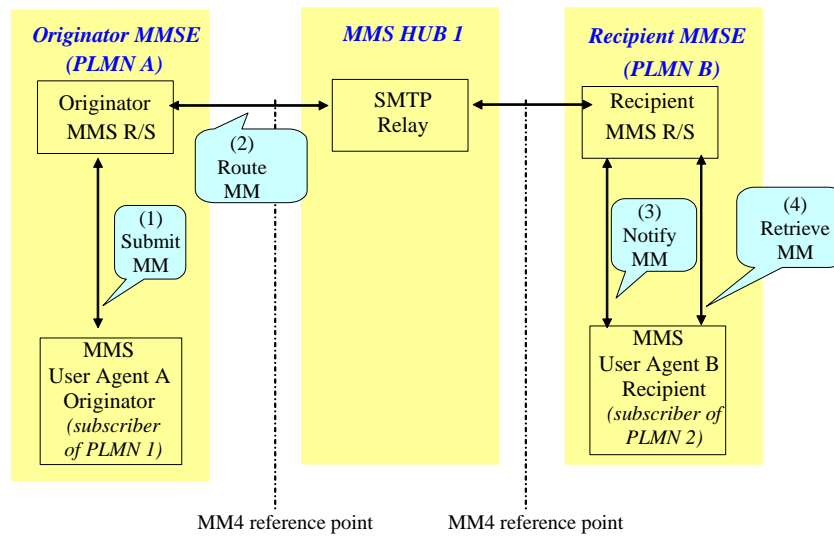 Originator MMSE
(PLMN A)
MMS HUB 1
Recipient MMSE
(PLMN B)
Originator
MMS R/S
SMTP
Relay
Recipient
MMS R/S
(2)
Route
MM
(1)
Submit
MM
(3)
Notify
MM
(4)
Retrieve
MM
MMS
User Agent A
Originator
(subscriber
of PLMN 1)
MMS
User Agent B
Recipient
(subscriber of
PLMN 2)
MM4 reference point
MM4 reference point